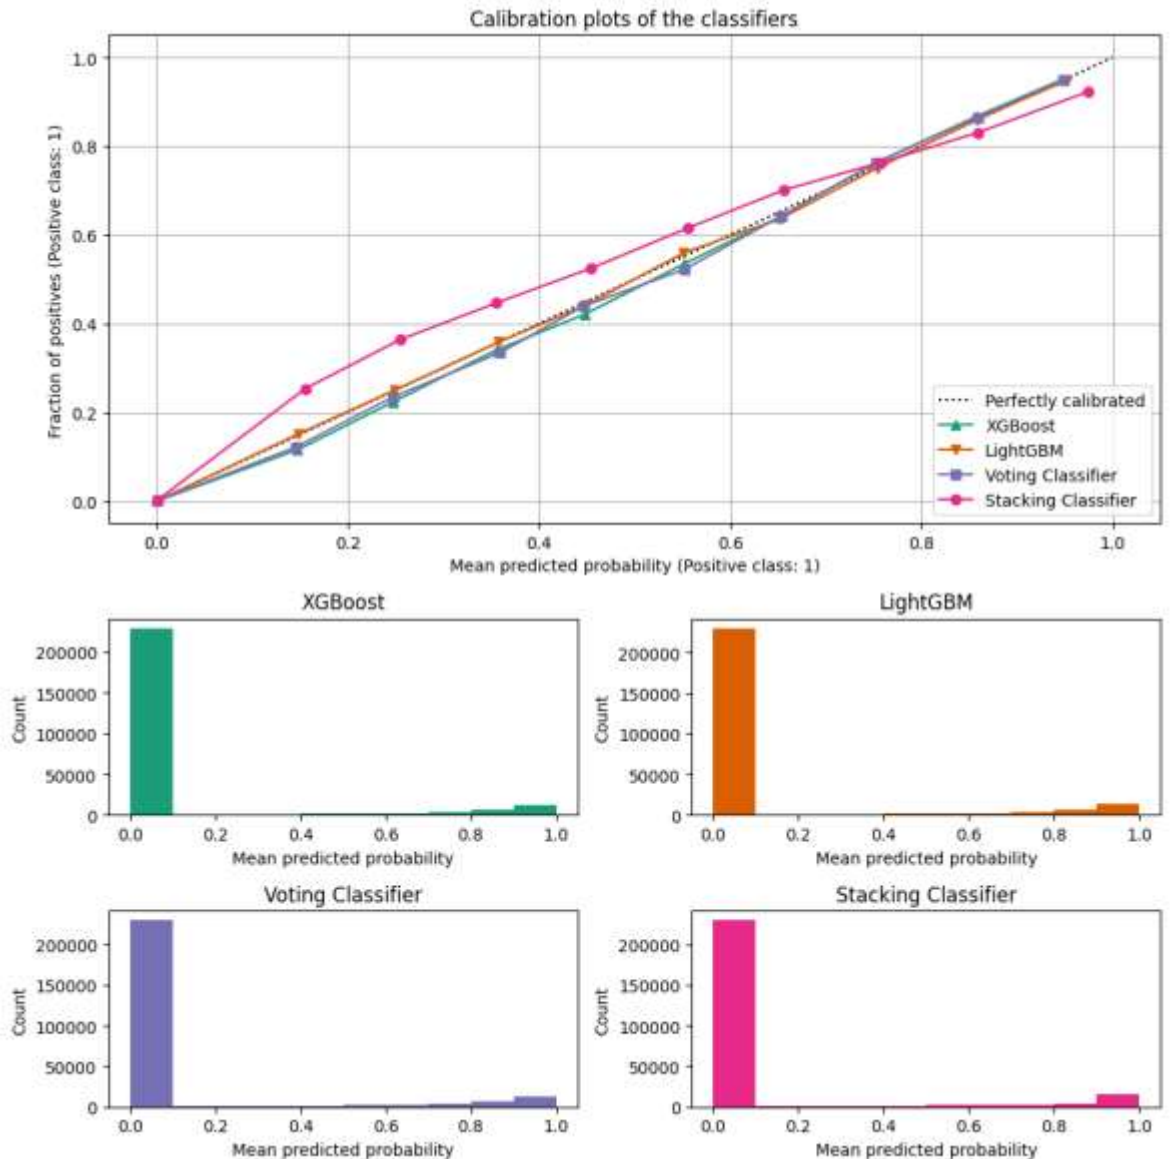 Calibration plots of the classifiers
Fraction of positives (Positive class: 1)
1.0
0.8
0.6
0.4
0.2
0.0
Perfectly calibrated
XGBoost
LightGBM
Voting Classifier
Stacking Classifier
0.0 0.2 0.4 0.6 0.8 1.0
Mean predicted probability (Positive class: 1)
XGBoost
Count
200000
150000
100000
50000
0
0.0 0.2 0.4 0.6 0.8 1.0
Mean predicted probability
LightGBM
Count
200000
150000
100000
50000
0
0.0 0.2 0.4 0.6 0.8 1.0
Mean predicted probability
Voting Classifier
Count
200000
150000
100000
50000
0
0.0 0.2 0.4 0.6 0.8 1.0
Mean predicted probability
Stacking Classifier
Count
200000
150000
100000
50000
0
0.0 0.2 0.4 0.6 0.8 1.0
Mean predicted probability